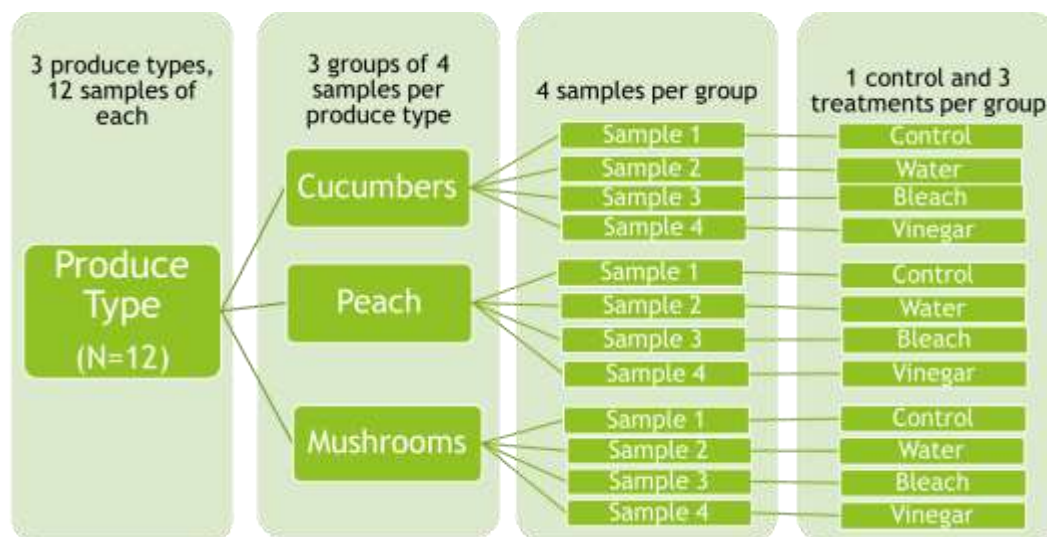 3 produce types,
12 samples of
each
Produce
Type
(N=12)
3 groups of 4
samples per
produce type
Cucumbers
Peach
Mushrooms
4 samples per group
Sample 1
Sample 2
Sample 3
Sample 4
Sample 1
Sample 2
Sample 3
Sample 4
Sample 1
Sample 2
Sample 3
Sample 4
1 control and 3
treatments per group
Control
Water
Bleach
Vinegar
Control
Water
Bleach
Vinegar
Control
Water
Bleach
Vinegar